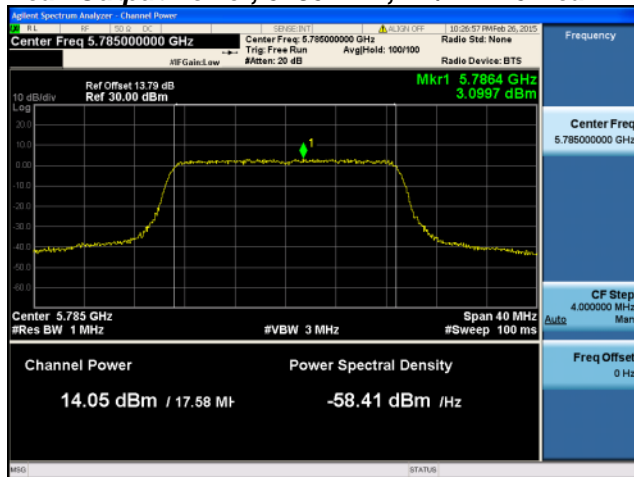 Agilent Spectrum Analyzer - Channel Power
RL RF 50 Ω DC SENSE:INT ALIGN OFF 10:26:57 PM Feb 26, 2015
Center Freq 5.785000000 GHz
Center Freq: 5.785000000 GHz
Radio Std: None
Trig: Free Run Avg|Hold: 100/100
#IFGain:Low #Atten: 20 dB Radio Device: BTS
Ref Offset 13.79 dB
Mkr1 5.7864 GHz
10 dB/div Ref 30.00 dBm 3.0997 dBm
Log
20.0
10.0
1
0.00
-10.0
-20.0
-30.0
-40.0
-50.0
-60.0
Center 5.785 GHz Span 40 MHz
#Res BW 1 MHz #VBW 3 MHz #Sweep 100 ms
Channel Power Power Spectral Density
14.05 dBm / 17.58 MH -58.41 dBm /Hz
MSG STATUS
Frequency
Center Freq
5.785000000 GHz
CF Step
4.000000 MHz
Auto Man
Freq Offset
0 Hz